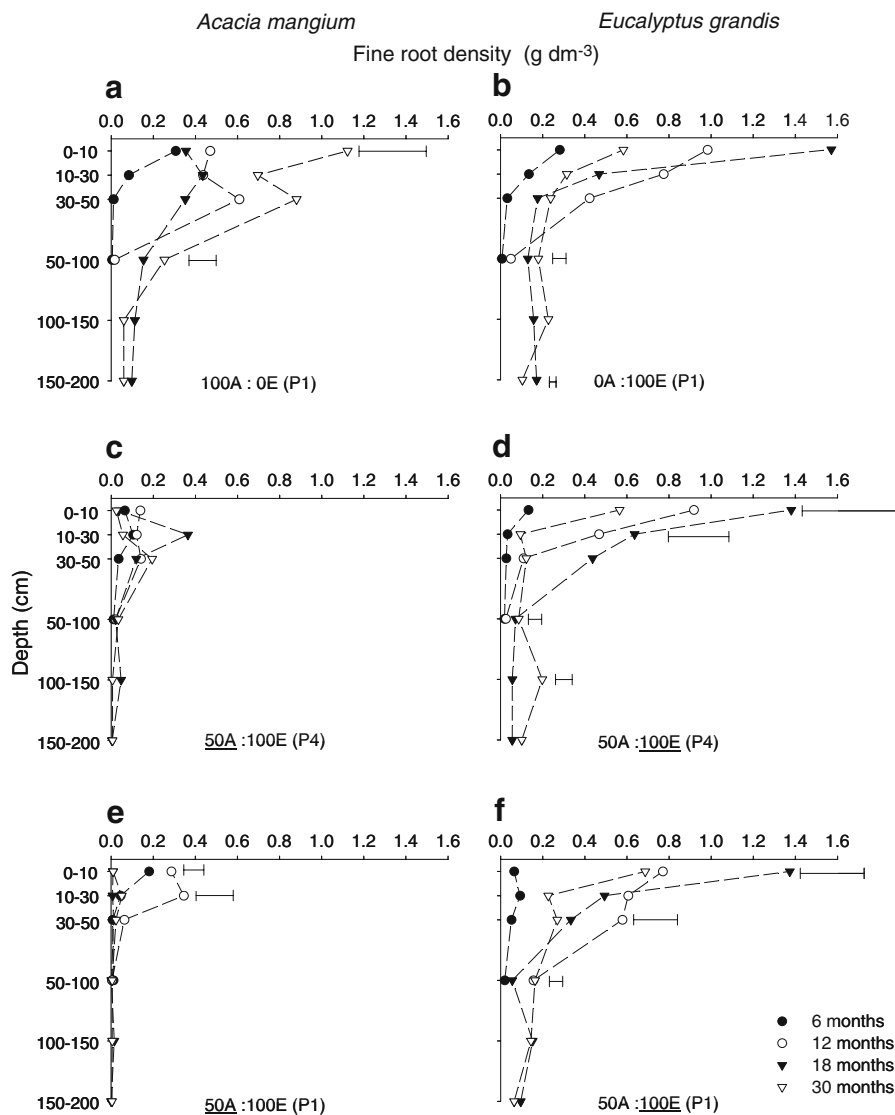 Acacia mangium Eucalyptus grandis
Fine root density (g dm-3)
a b
0.0 0.2 0.4 0.6 0.8 1.0 1.2 1.4 1.6 0.0 0.2 0.4 0.6 0.8 1.0 1.2 1.4 1.6
0-10
10-30
30-50
50-100
100-150
150-200
100A : 0E (P1) 0A :100E (P1)
c d
0.0 0.2 0.4 0.6 0.8 1.0 1.2 1.4 1.6 0.0 0.2 0.4 0.6 0.8 1.0 1.2 1.4 1.6
0-10
10-30
30-50
50-100
100-150
150-200
Depth (cm)
50A :100E (P4) 50A :100E (P4)
e f
0.0 0.2 0.4 0.6 0.8 1.0 1.2 1.4 1.6 0.0 0.2 0.4 0.6 0.8 1.0 1.2 1.4 1.6
0-10
10-30
30-50
50-100
100-150
150-200
50A :100E (P1) 50A :100E (P1)
6 months
12 months
18 months
30 months